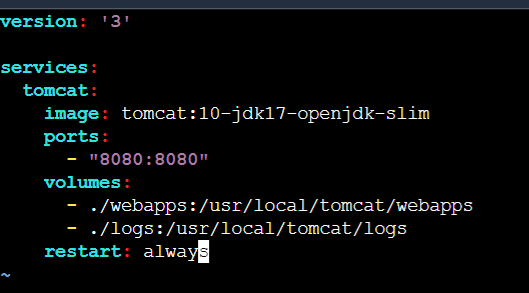 version: '3'

services:
  tomcat:
    image: tomcat:10-jdk17-openjdk-slim
    ports:
      - "8080:8080"
    volumes:
      - ./webapps:/usr/local/tomcat/webapps
      - ./logs:/usr/local/tomcat/logs
    restart: always
~